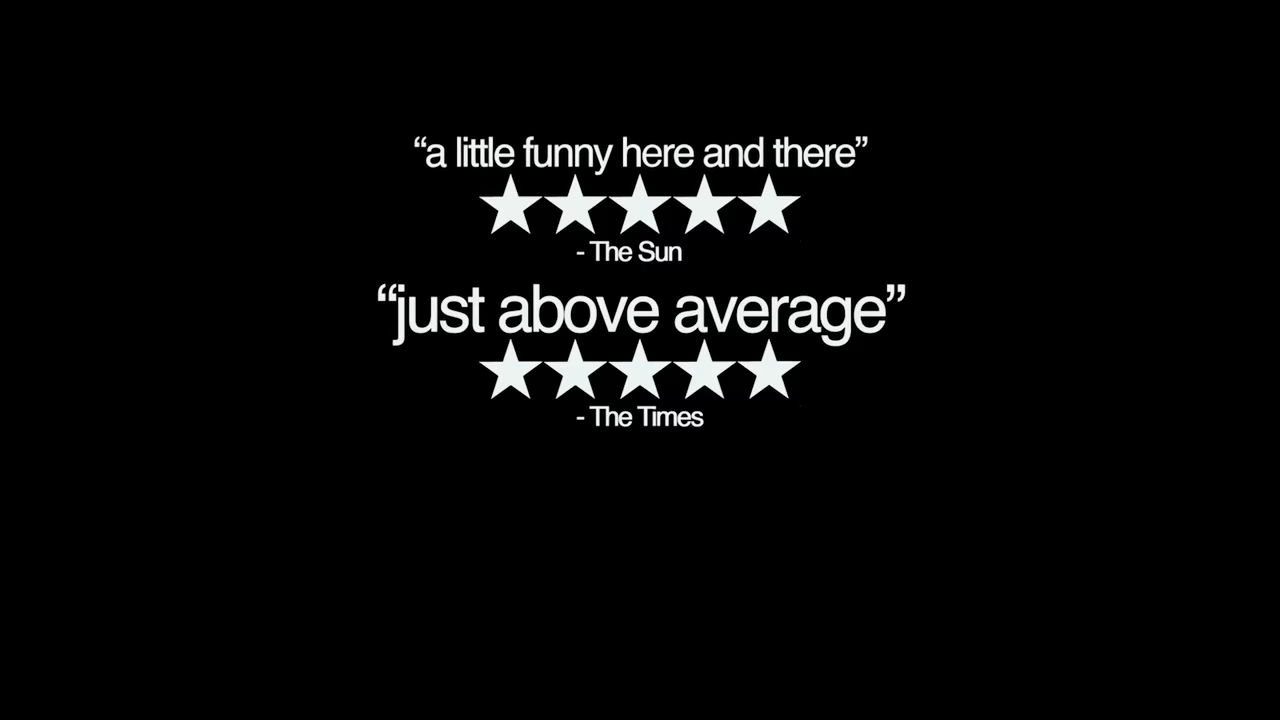 “a little funny here and there”
- The Sun
“just above average”
- The Times